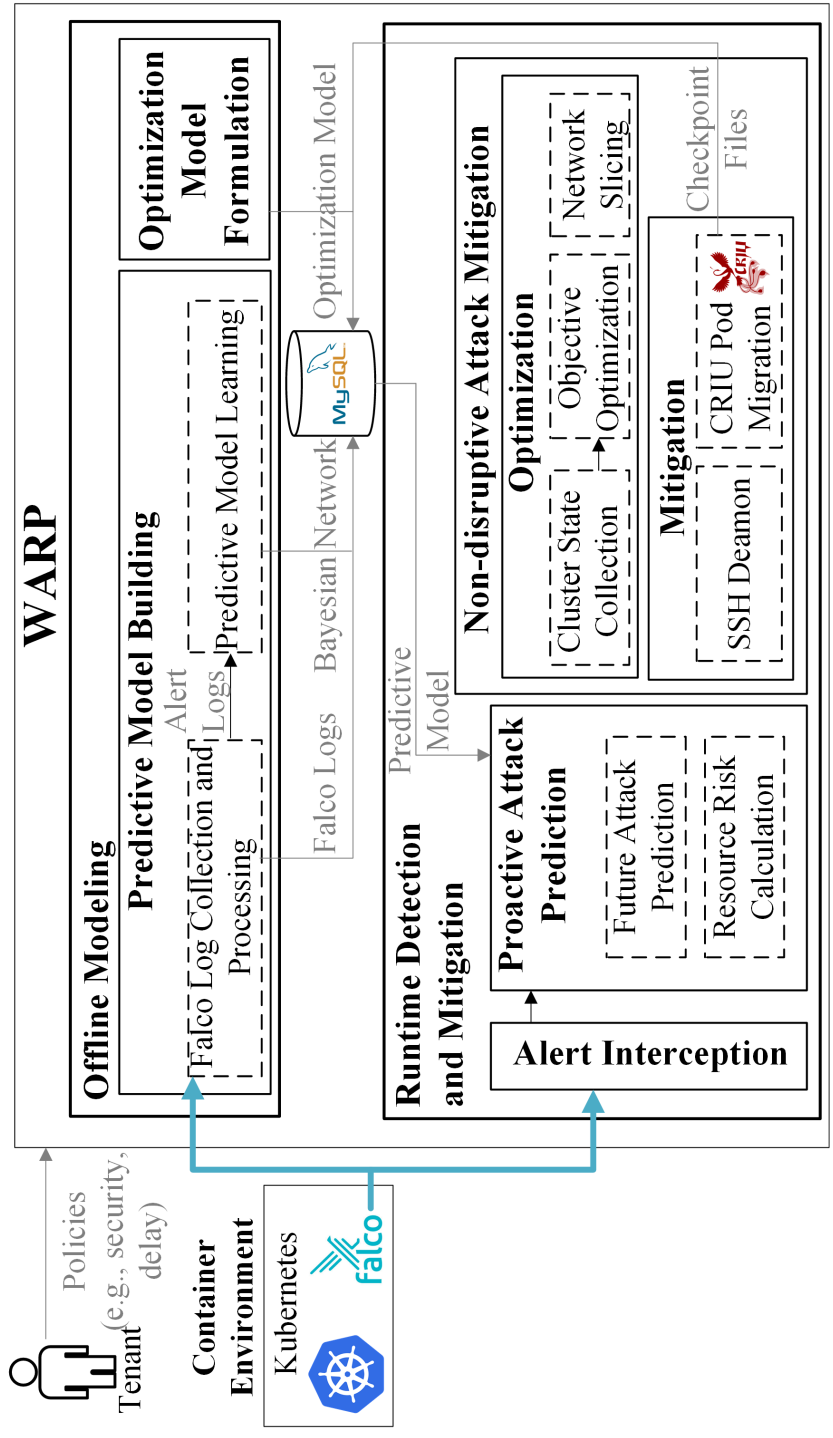 WARP
Tenant
Policies
(e.g., security,
delay)
Container
Environment
Kubernetes
falco
Offline Modeling
Predictive Model Building
Falco Log Collection and
Processing
Alert
Logs
Predictive Model Learning
Optimization
Model
Formulation
Falco Logs
Bayesian Network
MySQL
Optimization Model
Predictive
Model
Runtime Detection
and Mitigation
Alert Interception
Proactive Attack
Prediction
Future Attack
Prediction
Resource Risk
Calculation
Non-disruptive Attack Mitigation
Optimization
Cluster State
Collection
Objective
Optimization
Network
Slicing
Mitigation
SSH Deamon
CRIU Pod
Migration
CRIU
Checkpoint
Files